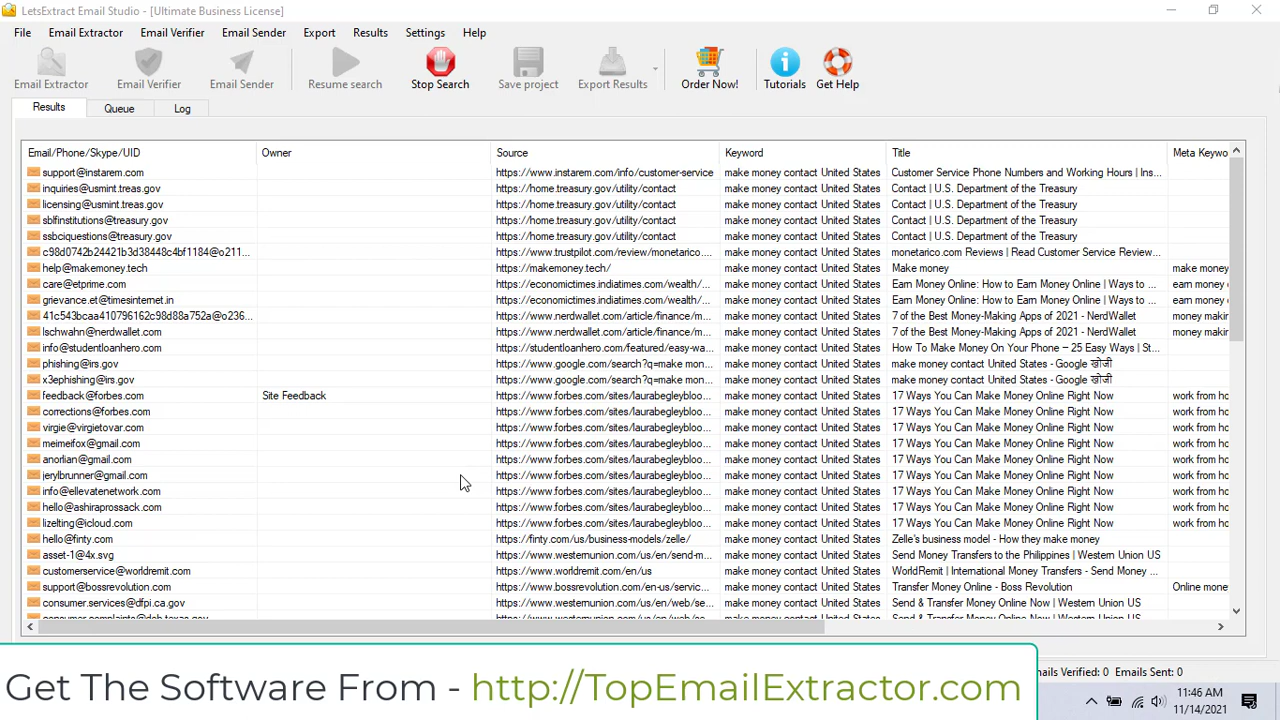 LetsExtract Email Studio - [Ultimate Business License]
File Email Extractor Email Verifier Email Sender Export Results Settings Help
Email Extractor Email Verifier Email Sender Resume search Stop Search Save project Export Results Order Now! Tutorials Get Help
Results Queue Log
Email/Phone/Skype/UID Owner Source Keyword Title Meta Keywo
support@instarem.com https://www.instarem.com/info/customer-service make money contact United States Customer Service Phone Numbers and Working Hours | Ins...
inquiries@usmint.treas.gov https://home.treasury.gov/utility/contact make money contact United States Contact | U.S. Department of the Treasury
licensing@usmint.treas.gov https://home.treasury.gov/utility/contact make money contact United States Contact | U.S. Department of the Treasury
sblfinstitutions@treasury.gov https://home.treasury.gov/utility/contact make money contact United States Contact | U.S. Department of the Treasury
ssbciquestions@treasury.gov https://home.treasury.gov/utility/contact make money contact United States Contact | U.S. Department of the Treasury
c98d0742b24421b3d38448c4bf1184@o211... https://www.trustpilot.com/review/monetarico.... make money contact United States monetarico.com Reviews | Read Customer Service Review...
help@makemoney.tech https://makemoney.tech/ make money contact United States Make money make money
care@etprime.com https://economictimes.indiatimes.com/wealth/... make money contact United States Earn Money Online: How to Earn Money Online | Ways to ... earn money
grievance.et@timesinternet.in https://economictimes.indiatimes.com/wealth/... make money contact United States Earn Money Online: How to Earn Money Online | Ways to ... earn money
41c543bcaa410796162c98d88a752a@o236... https://www.nerdwallet.com/article/finance/m... make money contact United States 7 of the Best Money-Making Apps of 2021 - NerdWallet money makir
lschwahn@nerdwallet.com https://www.nerdwallet.com/article/finance/m... make money contact United States 7 of the Best Money-Making Apps of 2021 - NerdWallet money makir
info@studentloanhero.com https://studentloanhero.com/featured/easy-wa... make money contact United States How To Make Money On Your Phone – 25 Easy Ways | St...
phishing@irs.gov https://www.google.com/search?q=make mon... make money contact United States make money contact United States - Google खोजी
x3ephishing@irs.gov https://www.google.com/search?q=make mon... make money contact United States make money contact United States - Google खोजी
feedback@forbes.com Site Feedback https://www.forbes.com/sites/laurabegleybloo... make money contact United States 17 Ways You Can Make Money Online Right Now work from ho
corrections@forbes.com https://www.forbes.com/sites/laurabegleybloo... make money contact United States 17 Ways You Can Make Money Online Right Now work from ho
virgie@virgietovar.com https://www.forbes.com/sites/laurabegleybloo... make money contact United States 17 Ways You Can Make Money Online Right Now work from ho
meimeifox@gmail.com https://www.forbes.com/sites/laurabegleybloo... make money contact United States 17 Ways You Can Make Money Online Right Now work from ho
anorlian@gmail.com https://www.forbes.com/sites/laurabegleybloo... make money contact United States 17 Ways You Can Make Money Online Right Now work from ho
jerylbrunner@gmail.com https://www.forbes.com/sites/laurabegleybloo... make money contact United States 17 Ways You Can Make Money Online Right Now work from ho
info@ellevatenetwork.com https://www.forbes.com/sites/laurabegleybloo... make money contact United States 17 Ways You Can Make Money Online Right Now work from ho
hello@ashiraprossack.com https://www.forbes.com/sites/laurabegleybloo... make money contact United States 17 Ways You Can Make Money Online Right Now work from ho
lizelting@icloud.com https://www.forbes.com/sites/laurabegleybloo... make money contact United States 17 Ways You Can Make Money Online Right Now work from ho
hello@finty.com https://finty.com/us/business-models/zelle/ make money contact United States Zelle's business model - How they make money
asset-1@4x.svg https://www.westernunion.com/us/en/send-m... make money contact United States Send Money Transfers to the Philippines | Western Union US
customerservice@worldremit.com https://www.worldremit.com/en/us make money contact United States WorldRemit | International Money Transfers - Send Money ...
support@bossrevolution.com https://www.bossrevolution.com/en-us/servic... make money contact United States Transfer Money Online - Boss Revolution Online mone
consumer.services@dfpi.ca.gov https://www.westernunion.com/us/en/web/se... make money contact United States Send & Transfer Money Online Now | Western Union US
Get The Software From - http://TopEmailExtractor.com
mails Verified: 0 Emails Sent: 0
11:46 AM
11/14/2021